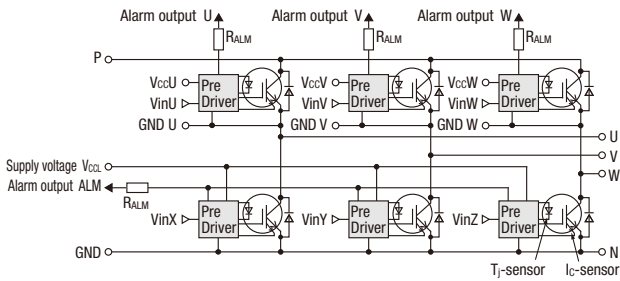 Alarm output U Alarm output V Alarm output W
RALM RALM RALM
P
VCCU Pre Driver VCCV Pre Driver VCCW Pre Driver
VinU VinV VinW
GND U GND V GND W
U
V
W
Supply voltage VCCL
Alarm output ALM
RALM
VinX Pre Driver VinY Pre Driver VinZ Pre Driver
GND N
Tj-sensor IC-sensor